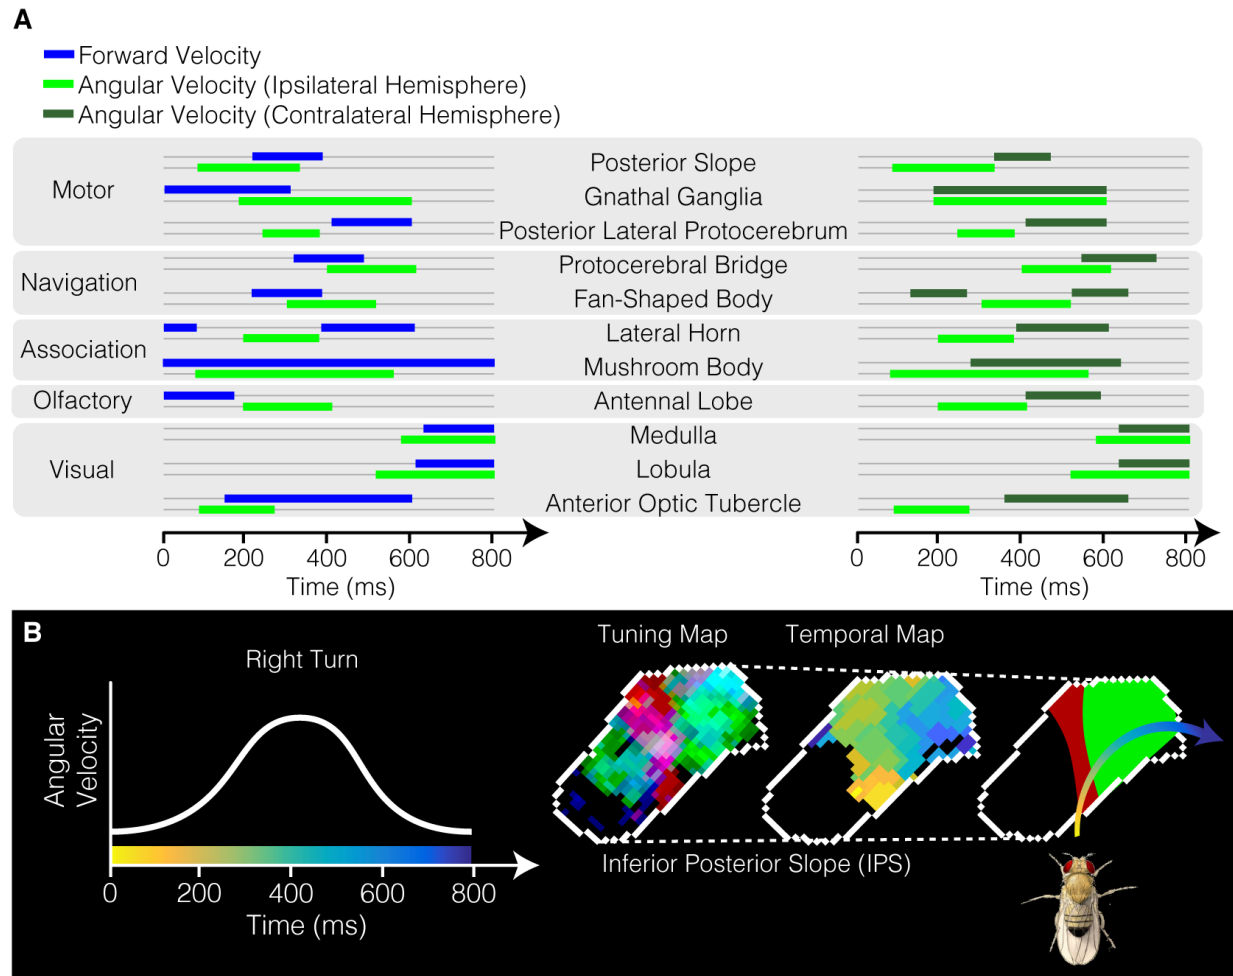 A
Forward Velocity
Angular Velocity (Ipsilateral Hemisphere)
Angular Velocity (Contralateral Hemisphere)
Motor
Posterior Slope
Gnathal Ganglia
Posterior Lateral Protocerebrum
Navigation
Protocerebral Bridge
Fan-Shaped Body
Association
Lateral Horn
Mushroom Body
Olfactory
Antennal Lobe
Visual
Medulla
Lobula
Anterior Optic Tubercle
0 200 400 600 800
Time (ms)
0 200 400 600 800
Time (ms)
B
Right Turn
Angular
Velocity
0 200 400 600 800
Time (ms)
Tuning Map
Temporal Map
Inferior Posterior Slope (IPS)